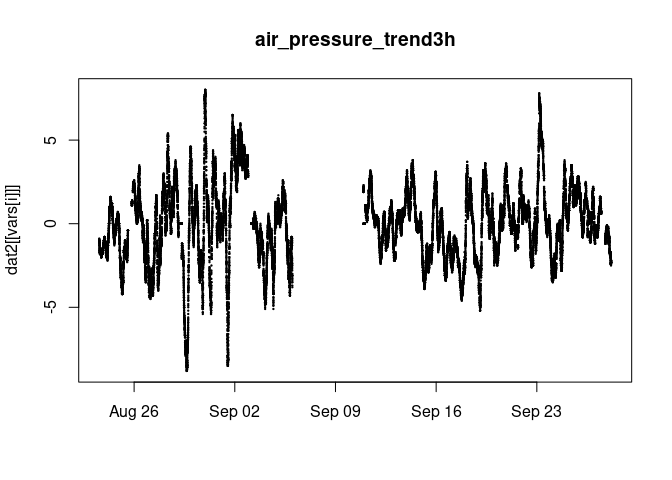 air_pressure_trend3h
dat2[[vars[i]]]
5
0
-5
Aug 26 Sep 02 Sep 09 Sep 16 Sep 23